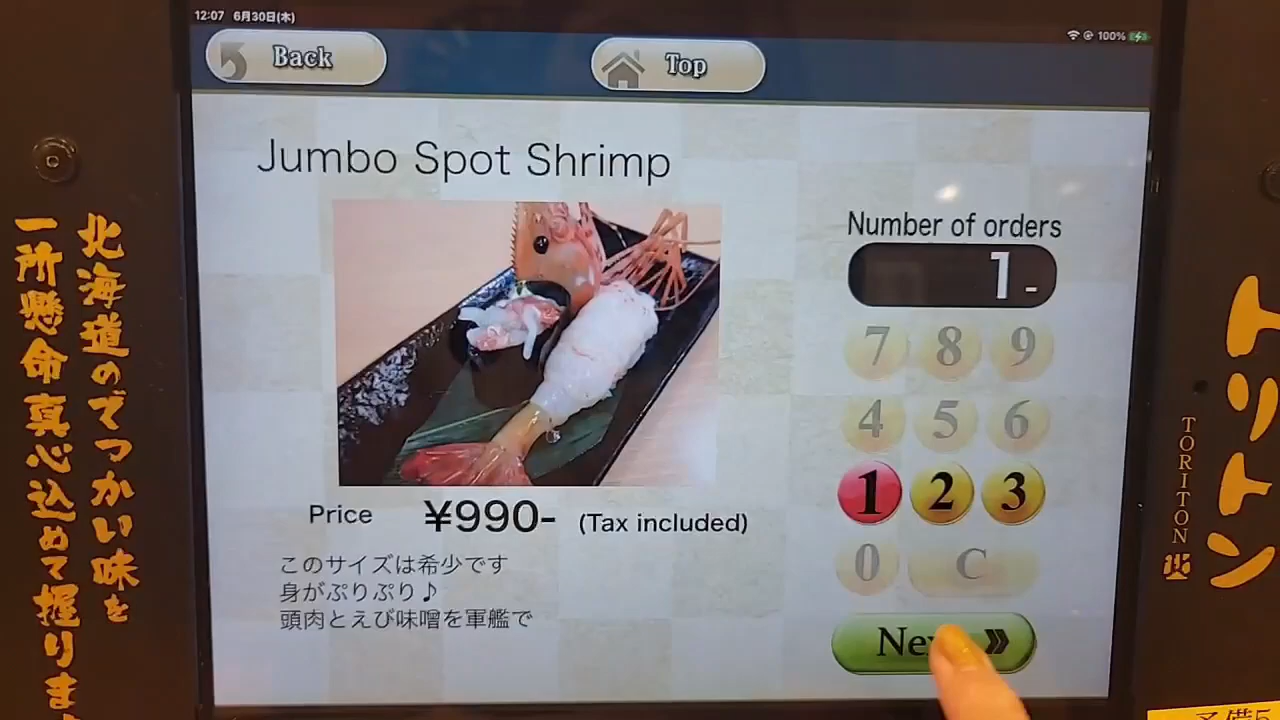 12:07 6月30日(木)
100%
Back
Top
Jumbo Spot Shrimp
Number of orders
1-
7 8 9
4 5 6
1 2 3
0 C
Price ¥990- (Tax included)
このサイズは希少です
身がぷりぷり♪
頭肉とえび味噌を軍艦で
北海道のでっかい味を
一所懸命真心込めて握りま
トリトン
TORITON